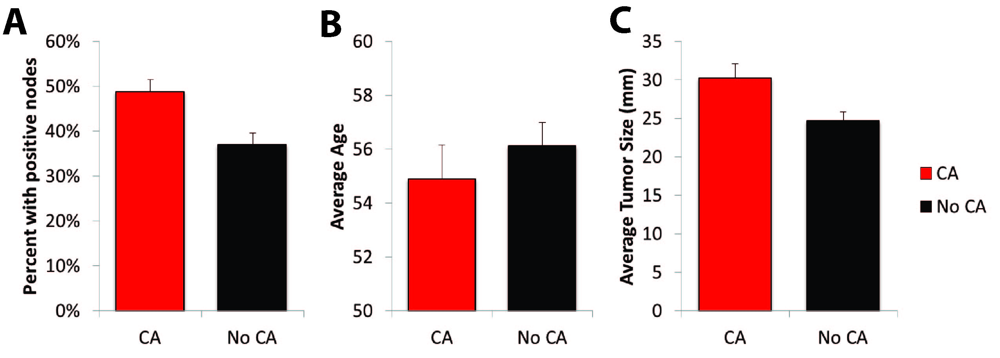 A
Percent with positive nodes
60%
50%
40%
30%
20%
10%
0%
CA
No CA
B
Average Age
60
58
56
54
52
50
CA
No CA
C
Average Tumor Size (mm)
35
30
25
20
15
10
5
0
CA
No CA
CA
No CA